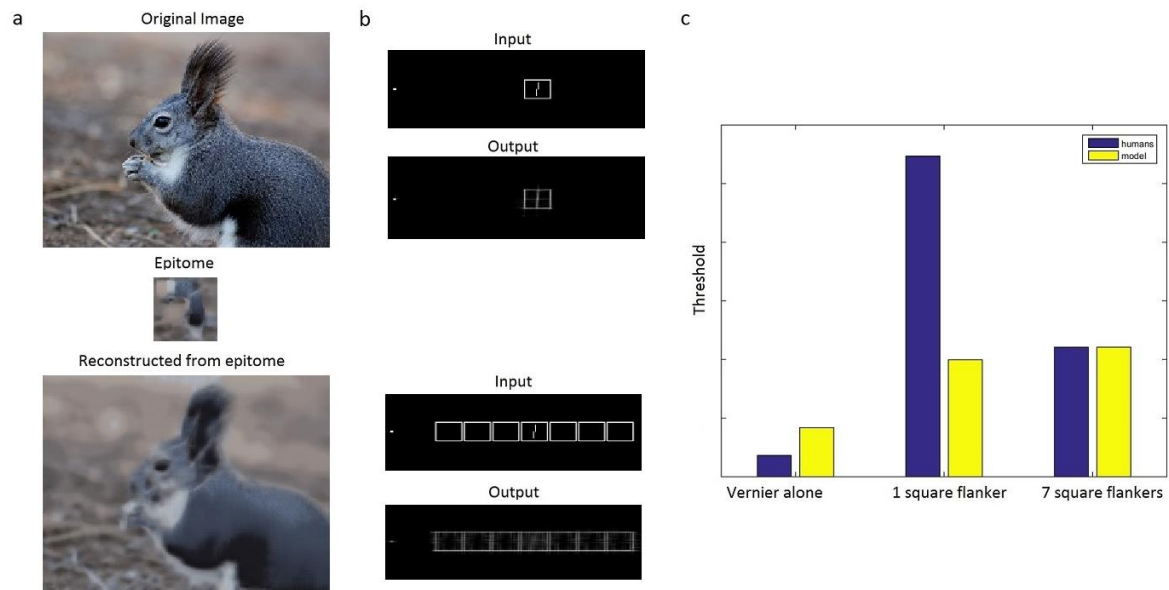 a
Original Image
Epitome
Reconstructed from epitome
b
Input
Output
Input
Output
c
humans
model
Threshold
Vernier alone
1 square flanker
7 square flankers